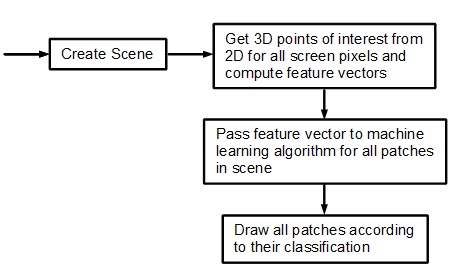 Create Scene
Get 3D points of interest from
2D for all screen pixels and
compute feature vectors
Pass feature vector to machine
learning algorithm for all patches
in scene
Draw all patches according
to their classification